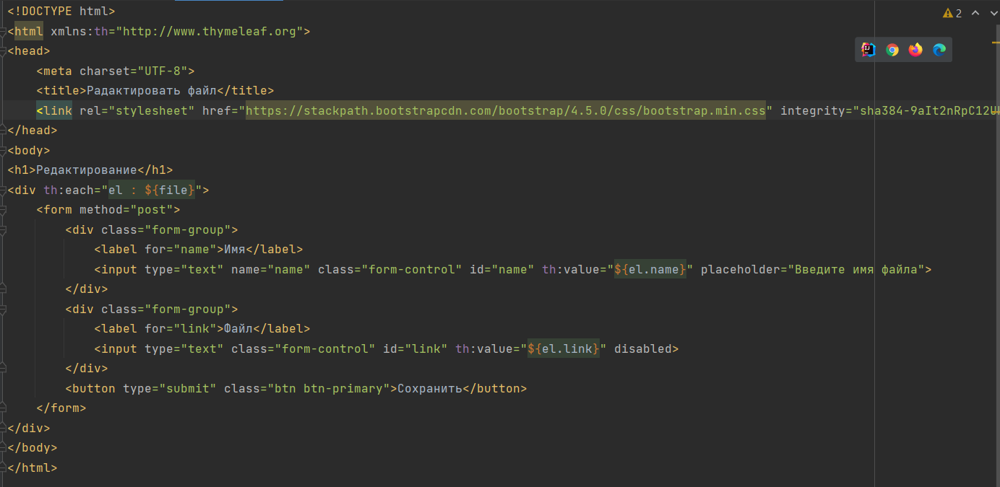 <!DOCTYPE html>
2
<html xmlns:th="http://www.thymeleaf.org">
<head>
    <meta charset="UTF-8">
    <title>Радактировать файл</title>
    <link rel="stylesheet" href="https://stackpath.bootstrapcdn.com/bootstrap/4.5.0/css/bootstrap.min.css" integrity="sha384-9aIt2nRpC12U
</head>
<body>
<h1>Редактирование</h1>
<div th:each="el : ${file}">
    <form method="post">
        <div class="form-group">
            <label for="name">Имя</label>
            <input type="text" name="name" class="form-control" id="name" th:value="${el.name}" placeholder="Введите имя файла">
        </div>
        <div class="form-group">
            <label for="link">Файл</label>
            <input type="text" class="form-control" id="link" th:value="${el.link}" disabled>
        </div>
        <button type="submit" class="btn btn-primary">Сохранить</button>
    </form>
</div>
</body>
</html>